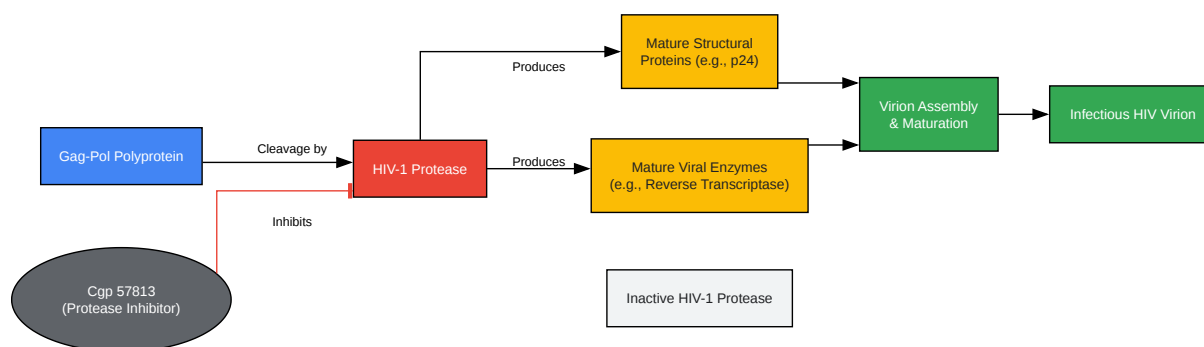 Mature Structural
Proteins (e.g., p24)
Produces
Virion Assembly
& Maturation
Infectious HIV Virion
Gag-Pol Polyprotein
Cleavage by
HIV-1 Protease
Produces
Mature Viral Enzymes
(e.g., Reverse Transcriptase)
Inhibits
Cgp 57813
(Protease Inhibitor)
Inactive HIV-1 Protease